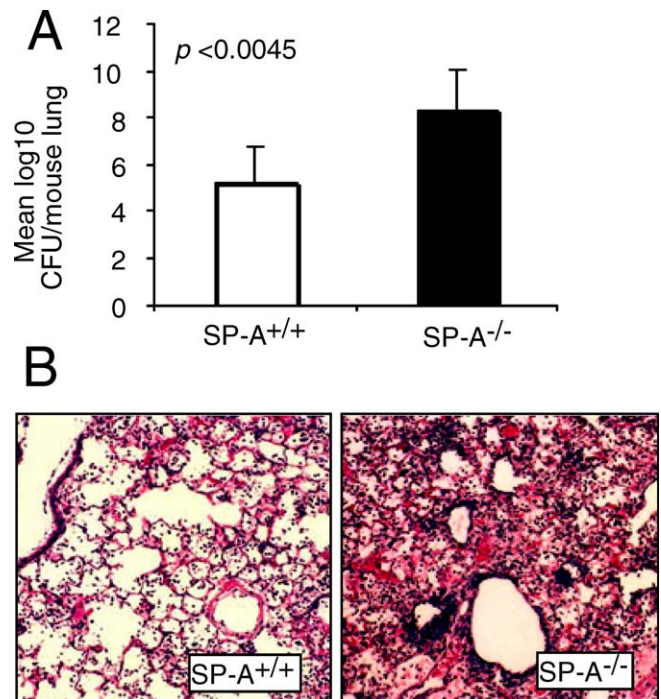 A
12
10
8
6
4
2
0
Mean log10
CFU/mouse lung
p <0.0045
SP-A+/+
SP-A-/-
B
SP-A+/+
SP-A-/-